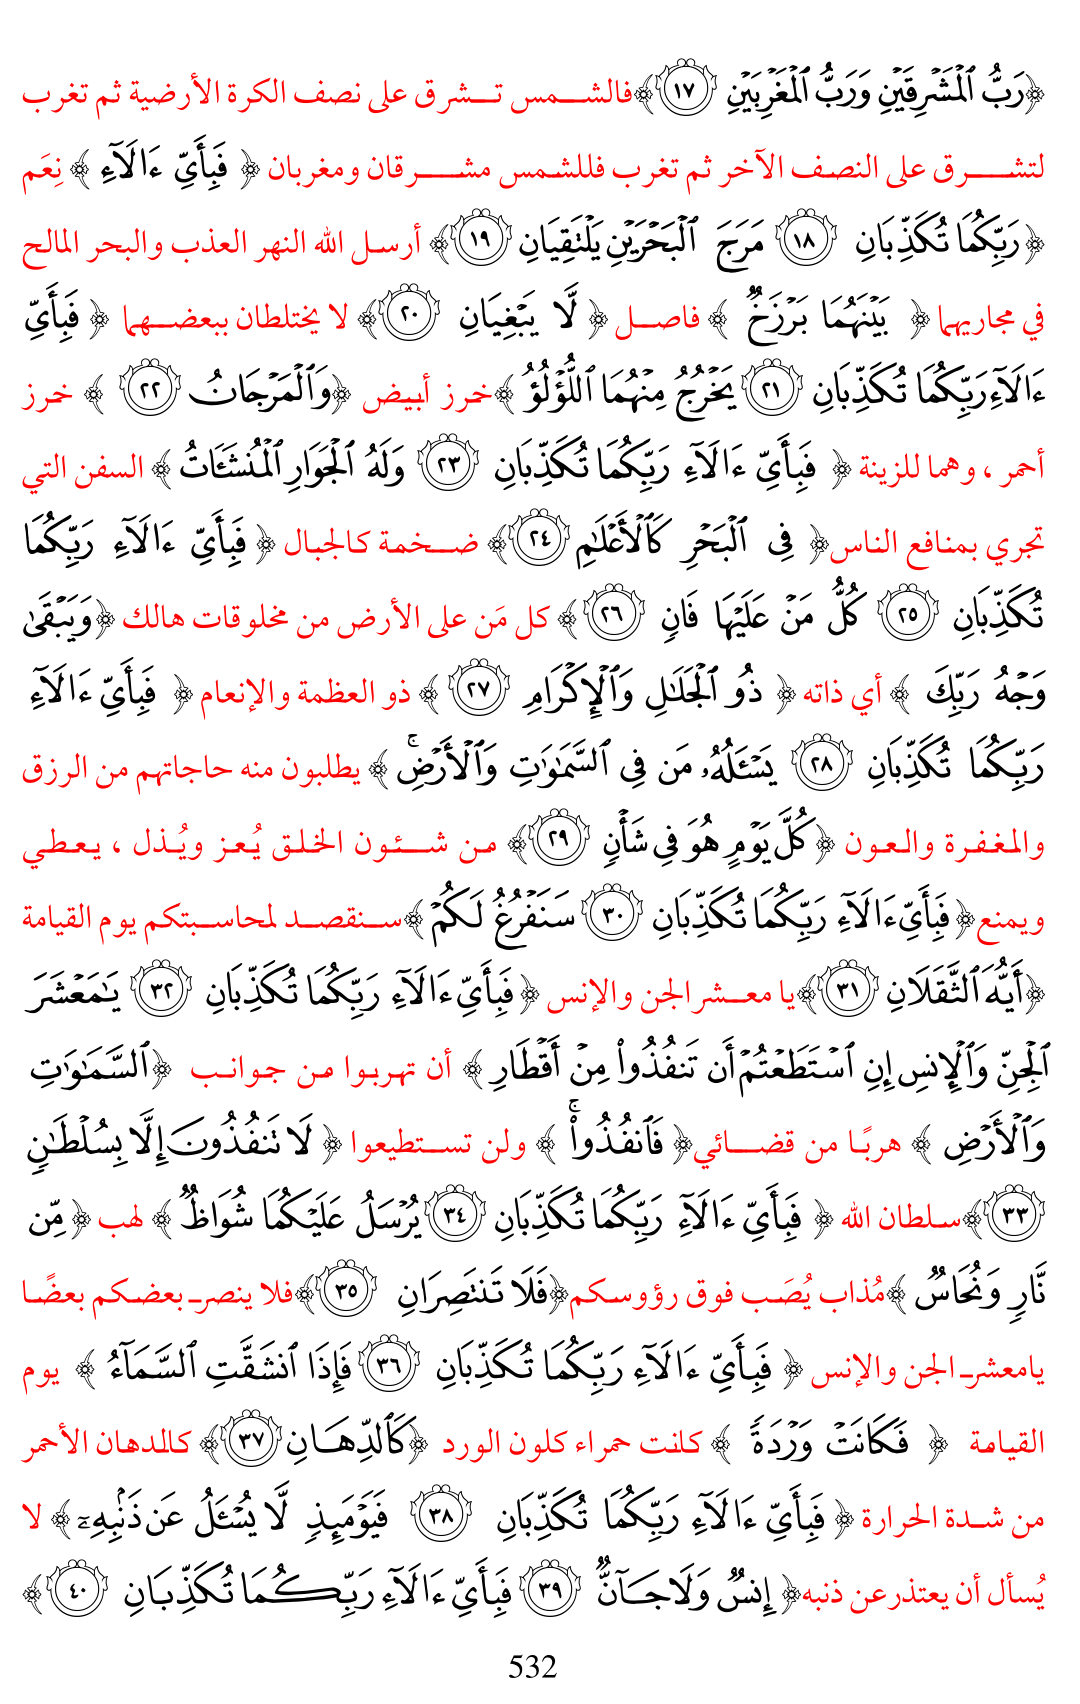 ﴿رَبُّ ٱلۡمَشۡرِقَيۡنِ وَرَبُّ ٱلۡمَغۡرِبَيۡنِ ١٧﴾فالشمس تشرق على نصف الكرة الأرضية ثم تغرب
لتشرق على النصف الآخر ثم تغرب فللشمس مشرقان ومغربان ﴿ فَبِأَيِّ ءَالَآءِ ﴾ نِعَم
﴿رَبِّكُمَا تُكَذِّبَانِ ١٨ مَرَجَ ٱلۡبَحۡرَيۡنِ يَلۡتَقِيَانِ ١٩﴾ أرسل الله النهر العذب والبحر المالح
في مجاريهما﴿ بَيۡنَهُمَا بَرۡزَخٞ ﴾ فاصل ﴿ لَّا يَبۡغِيَانِ ٢٠﴾ لا يختلطان ببعضهما ﴿ فَبِأَيِّ
ءَالَآءِ رَبِّكُمَا تُكَذِّبَانِ ٢١ يَخۡرُجُ مِنۡهُمَا ٱللُّؤۡلُؤُ ﴾خرز أبيض ﴿وَٱلۡمَرۡجَانُ ٢٢ ﴾ خرز
أحمر ، وهما للزينة ﴿ فَبِأَيِّ ءَالَآءِ رَبِّكُمَا تُكَذِّبَانِ ٢٣ وَلَهُ ٱلۡجَوَارِ ٱلۡمُنشَـَٔاتُ ﴾ السفن التي
تجري بمنافع الناس﴿ فِي ٱلۡبَحۡرِ كَٱلۡأَعۡلَٰمِ ٢٤﴾ ضخمة كالجبال ﴿ فَبِأَيِّ ءَالَآءِ رَبِّكُمَا
تُكَذِّبَانِ ٢٥ كُلُّ مَنۡ عَلَيۡهَا فَانٖ ٢٦ ﴾ كل مَن على الأرض من مخلوقات هالك ﴿وَيَبۡقَىٰ
وَجۡهُ رَبِّكَ ﴾ أي ذاته ﴿ ذُو ٱلۡجَلَٰلِ وَٱلۡإِكۡرَامِ ٢٧ ﴾ ذو العظمة والإنعام ﴿ فَبِأَيِّ ءَالَآءِ
رَبِّكُمَا تُكَذِّبَانِ ٢٨ يَسۡـَٔلُهُۥ مَن فِي ٱلسَّمَٰوَٰتِ وَٱلۡأَرۡضِۚ ﴾ يطلبون منه حاجاتهم من الرزق
والمغفرة والعون ﴿كُلَّ يَوۡمٍ هُوَ فِي شَأۡنٖ ٢٩﴾ من شئون الخلق يُعز ويُذل ، يعطي
ويمنع﴿ فَبِأَيِّ ءَالَآءِ رَبِّكُمَا تُكَذِّبَانِ ٣٠ سَنَفۡرُغُ لَكُمۡ ﴾سنقصد لمحاسبتكم يوم القيامة
﴿أَيُّهَ ٱلثَّقَلَانِ ٣١﴾يا معشر الجن والإنس ﴿ فَبِأَيِّ ءَالَآءِ رَبِّكُمَا تُكَذِّبَانِ ٣٢ يَٰمَعۡشَرَ
ٱلۡجِنِّ وَٱلۡإِنسِ إِنِ ٱسۡتَطَعۡتُمۡ أَن تَنفُذُواْ مِنۡ أَقۡطَارِ ﴾ أن تهربوا من جوانب ﴿ٱلسَّمَٰوَٰتِ
وَٱلۡأَرۡضِ ﴾ هربًا من قضائي﴿ فَٱنفُذُواْۚ ﴾ ولن تستطيعوا ﴿ لَا تَنفُذُونَ إِلَّا بِسُلۡطَٰنٖ
٣٣﴾سلطان الله ﴿ فَبِأَيِّ ءَالَآءِ رَبِّكُمَا تُكَذِّبَانِ ٣٤ يُرۡسَلُ عَلَيۡكُمَا شُوَاظٞ ﴾ لهب ﴿ مِّن
نَّارٖ وَنُحَاسٞ ﴾مُذاب يُصَب فوق رؤوسكم﴿فَلَا تَنتَصِرَانِ ٣٥﴾فلا ينصر بعضكم بعضًا
يامعشر الجن والإنس ﴿ فَبِأَيِّ ءَالَآءِ رَبِّكُمَا تُكَذِّبَانِ ٣٦ فَإِذَا ٱنشَقَّتِ ٱلسَّمَآءُ ﴾ يوم
القيامة ﴿ فَكَانَتۡ وَرۡدَةٗ ﴾ كلنت حمراء كلون الورد ﴿كَٱلدِّهَانِ ٣٧﴾ كالمدهان الأحمر
من شدة الحرارة ﴿ فَبِأَيِّ ءَالَآءِ رَبِّكُمَا تُكَذِّبَانِ ٣٨ فَيَوۡمَئِذٖ لَّا يُسۡـَٔلُ عَن ذَنۢبِهِۦٓ ﴾ لا
يُسأل أن يعتذر عن ذنبه﴿ إِنسٞ وَلَا جَآنّٞ ٣٩ فَبِأَيِّ ءَالَآءِ رَبِّكُمَا تُكَذِّبَانِ ٤٠ ﴾
532